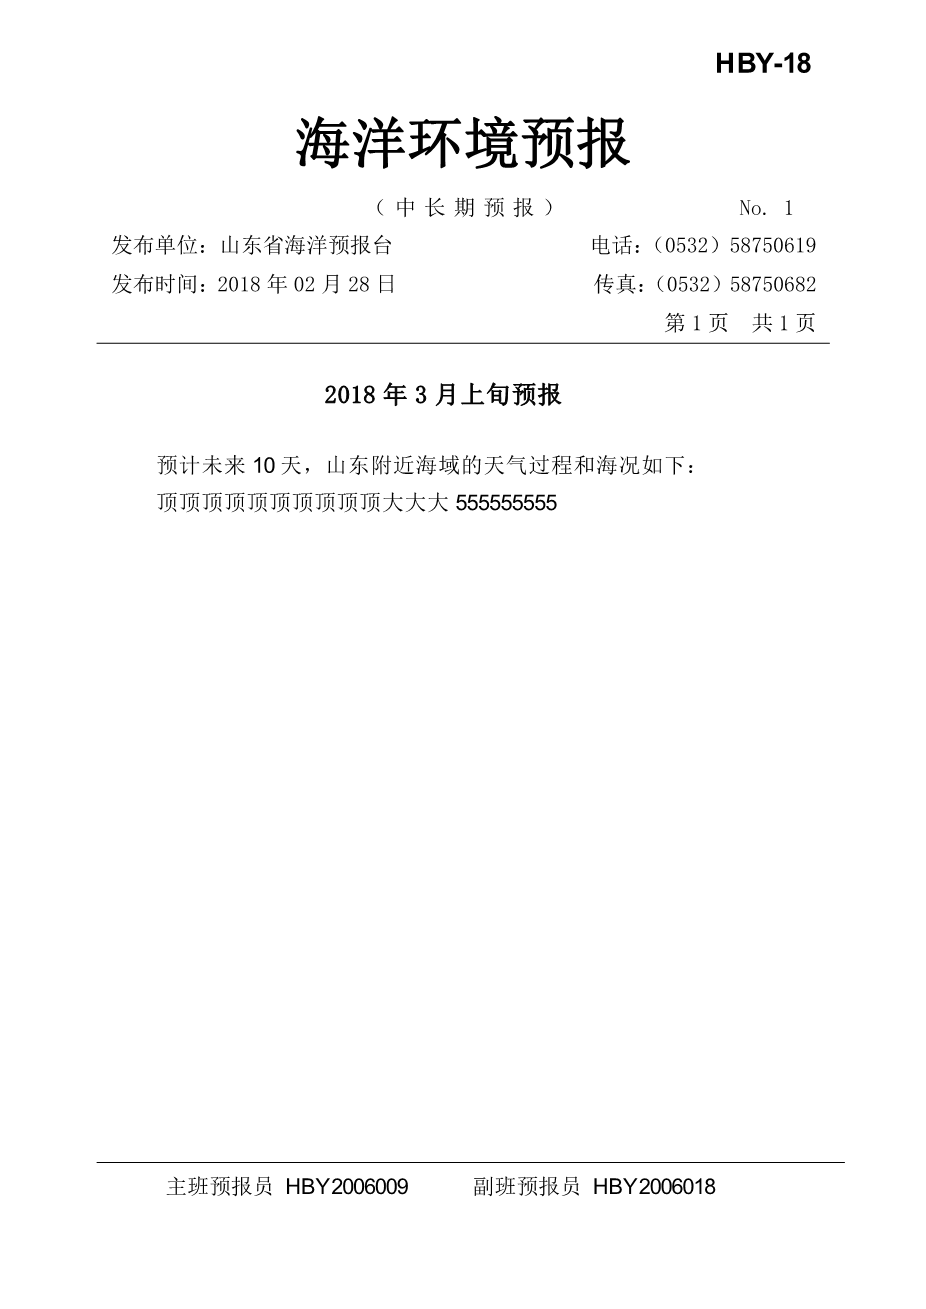 HBY-18
海洋环境预报
（中长期预报） No. 1
发布单位：山东省海洋预报台 电话：（0532）58750619
发布时间：2018 年 02 月 28 日 传真：（0532）58750682
第 1 页 共 1 页
2018 年 3 月上旬预报
预计未来 10 天，山东附近海域的天气过程和海况如下：
顶顶顶顶顶顶顶顶顶顶大大大 555555555
主班预报员 HBY2006009 副班预报员 HBY2006018